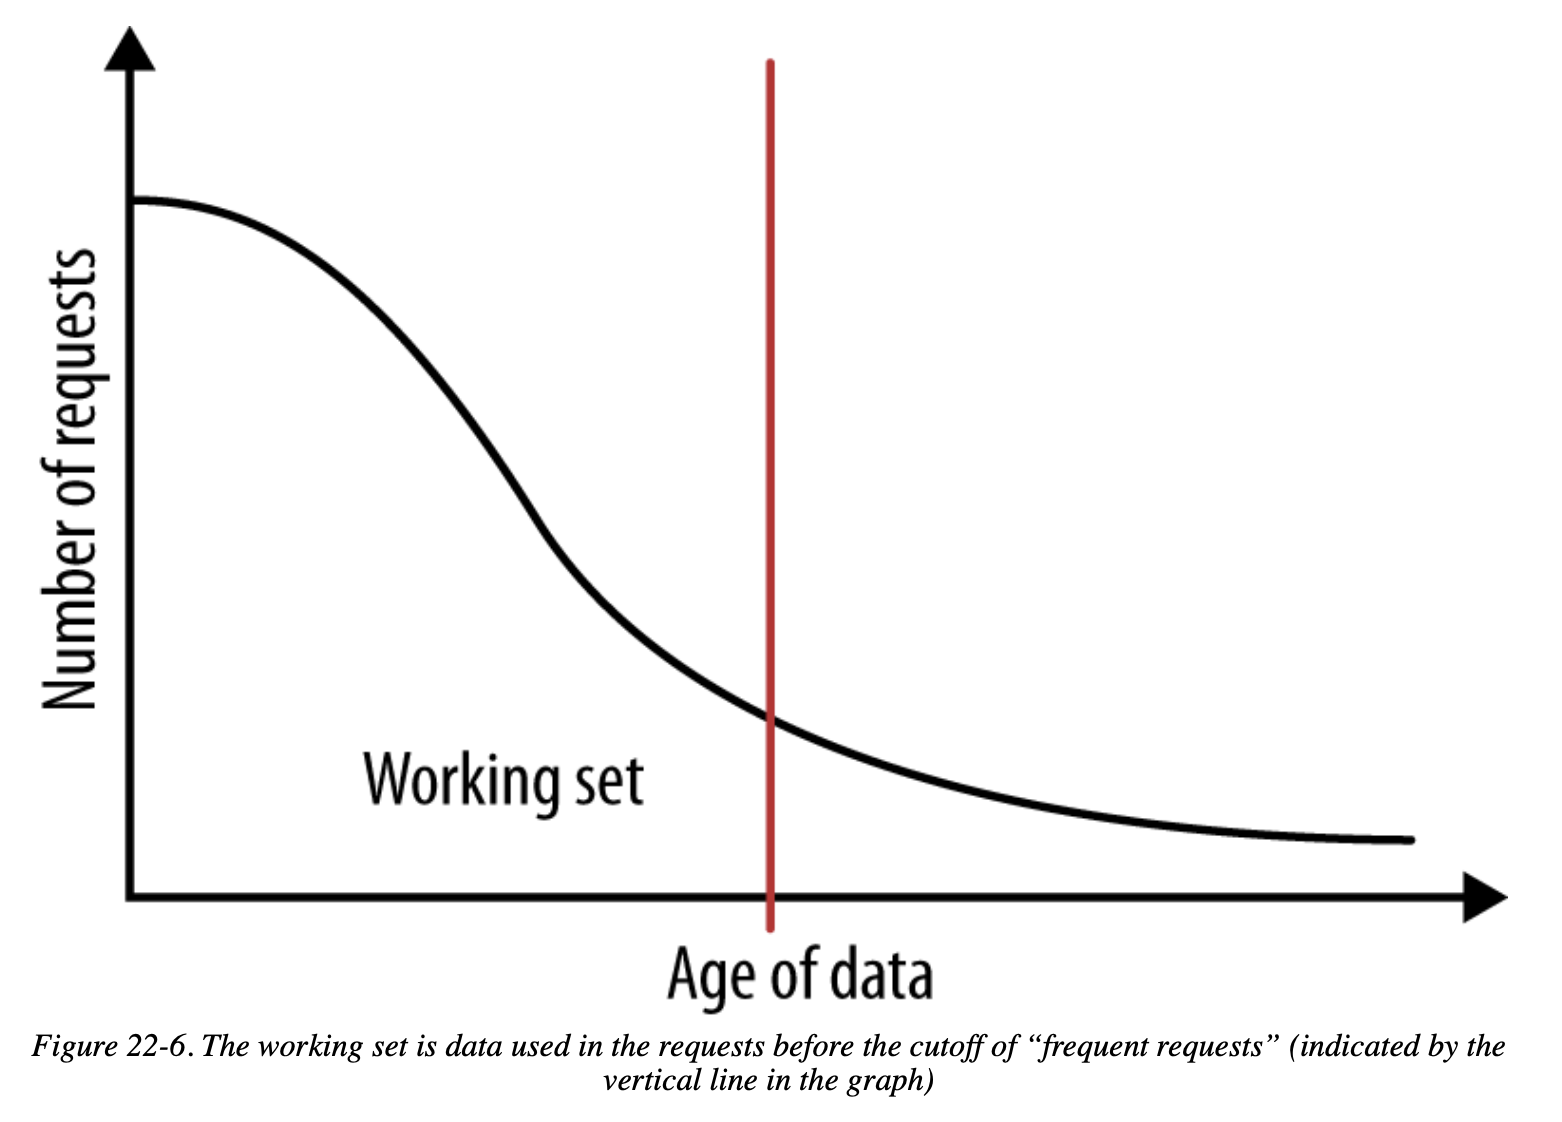 Number of requests
Working set
Age of data
Figure 22-6. The working set is data used in the requests before the cutoff of “frequent requests” (indicated by the
vertical line in the graph)